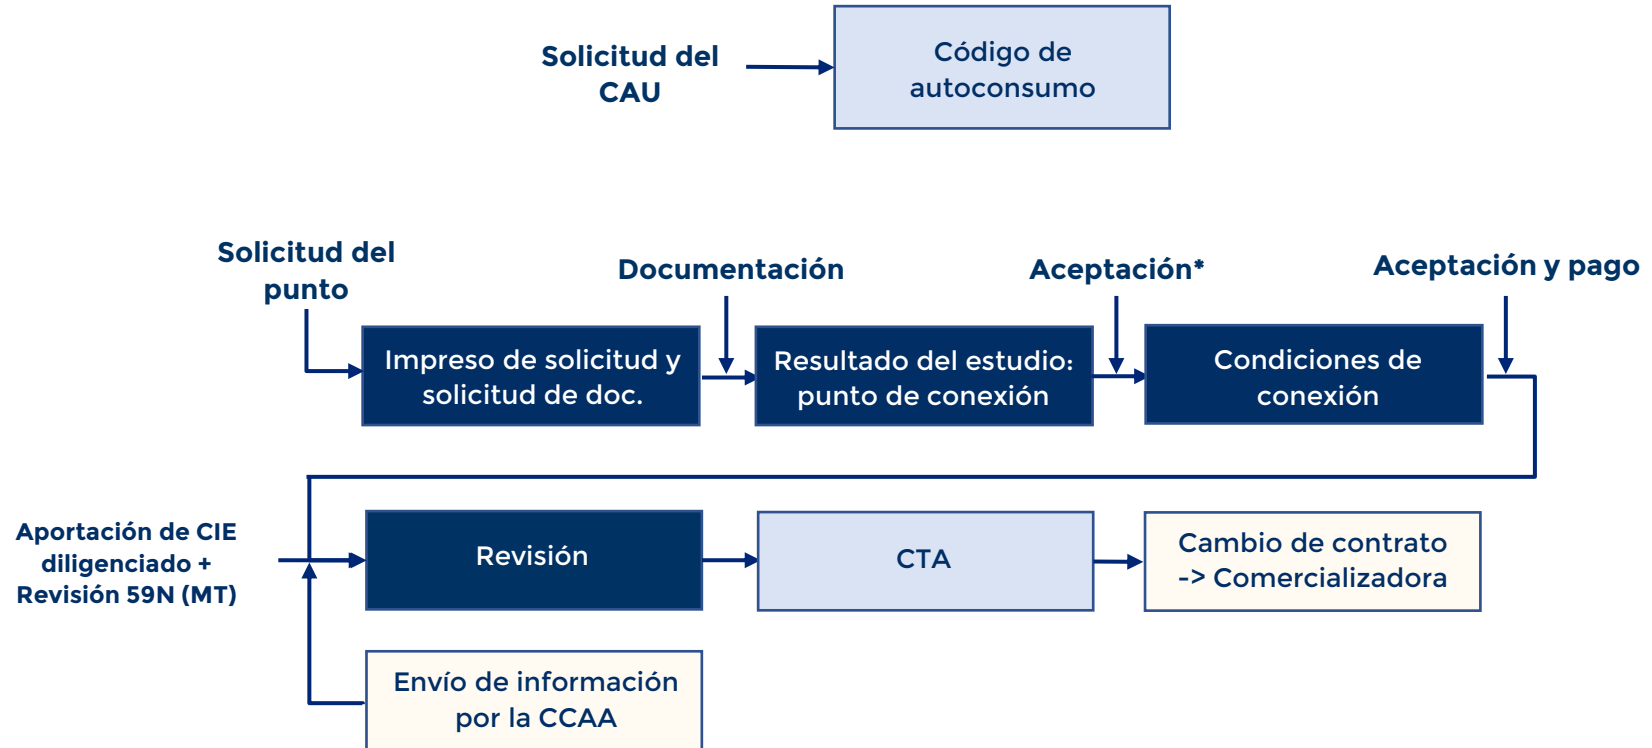 Solicitud del
CAU
Código de
autoconsumo
Solicitud del
punto
Documentación
Aceptación*
Aceptación y pago
Impreso de solicitud y
solicitud de doc.
Resultado del estudio:
punto de conexión
Condiciones de
conexión
Aportación de CIE
diligenciado +
Revisión 59N (MT)
Revisión
CTA
Cambio de contrato
-> Comercializadora
Envío de información
por la CCAA